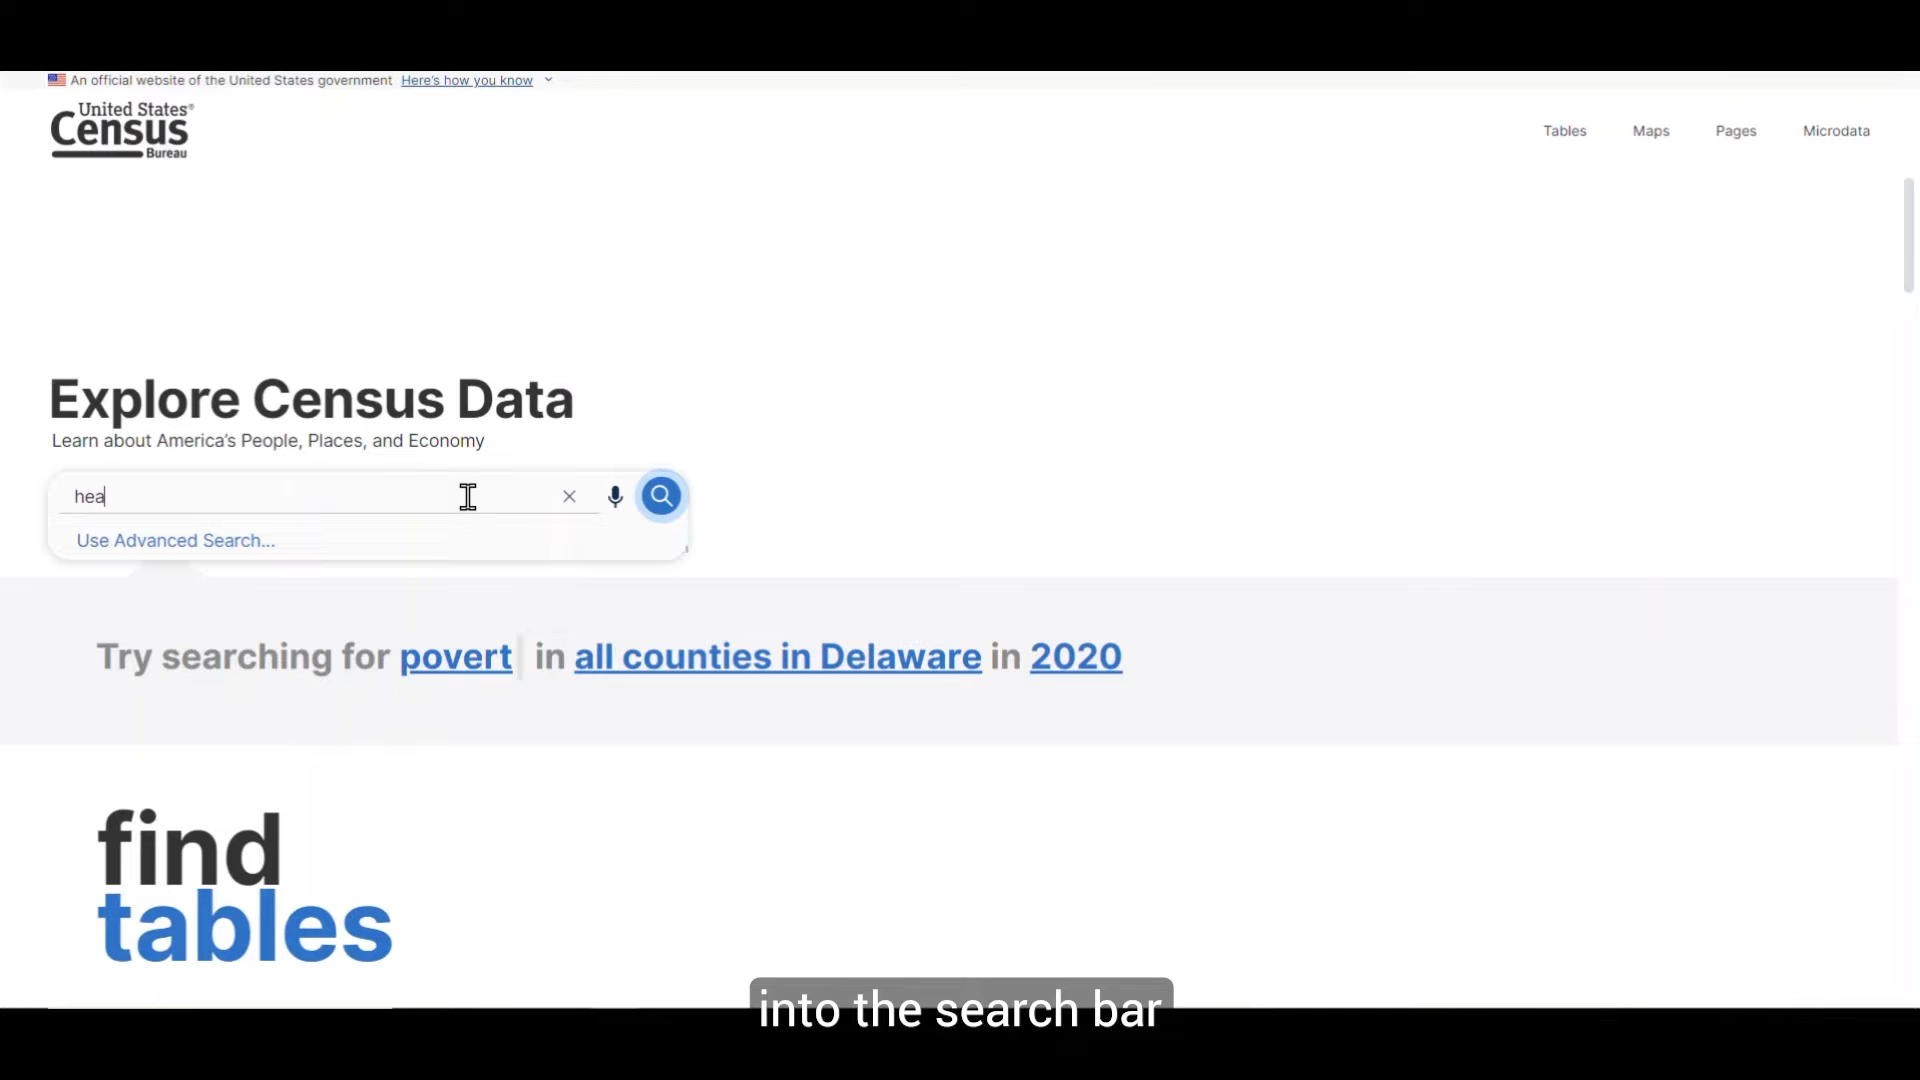 An official website of the United States government Here's how you know
United States®
Census
Bureau
Tables Maps Pages Microdata
Explore Census Data
Learn about America's People, Places, and Economy
hea
Use Advanced Search...
Try searching for povert in all counties in Delaware in 2020
find
tables
into the search bar